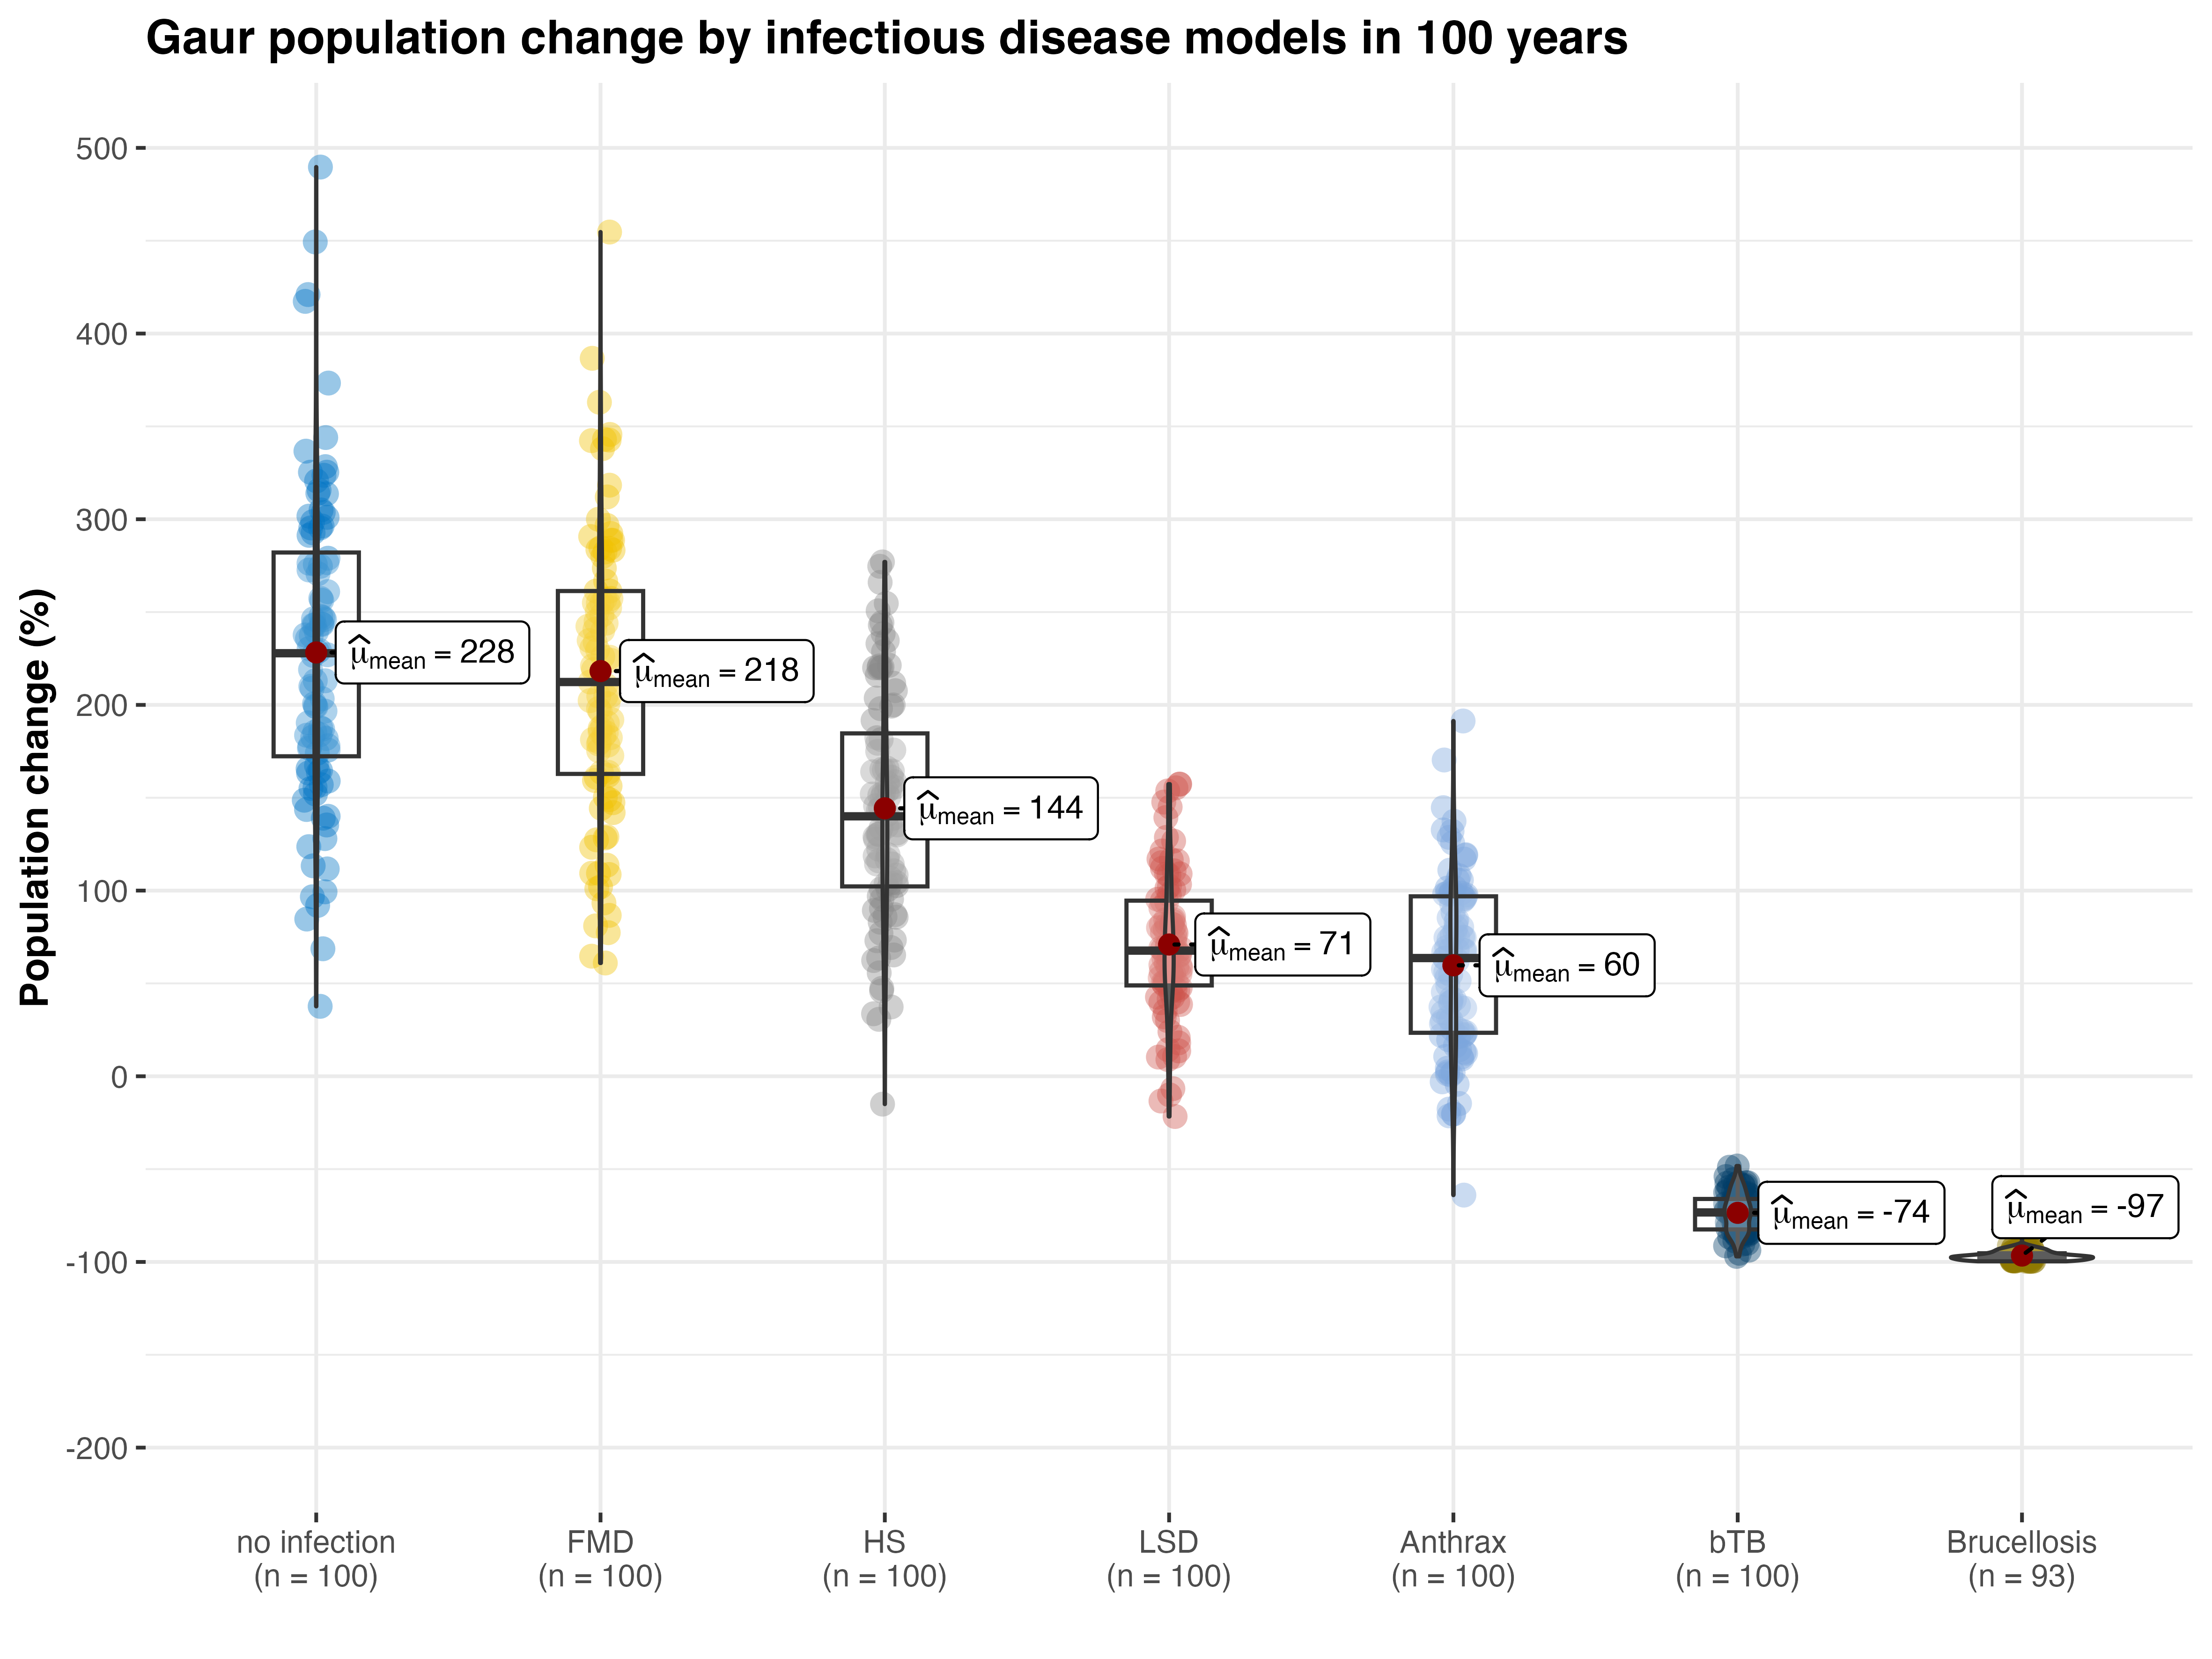 Gaur population change by infectious disease models in 100 years
Population change (%)
500
400
300
200
100
0
-100
-200
μ̂mean = 228
μ̂mean = 218
μ̂mean = 144
μ̂mean = 71
μ̂mean = 60
μ̂mean = -74
μ̂mean = -97
no infection
(n = 100)
FMD
(n = 100)
HS
(n = 100)
LSD
(n = 100)
Anthrax
(n = 100)
bTB
(n = 100)
Brucellosis
(n = 93)